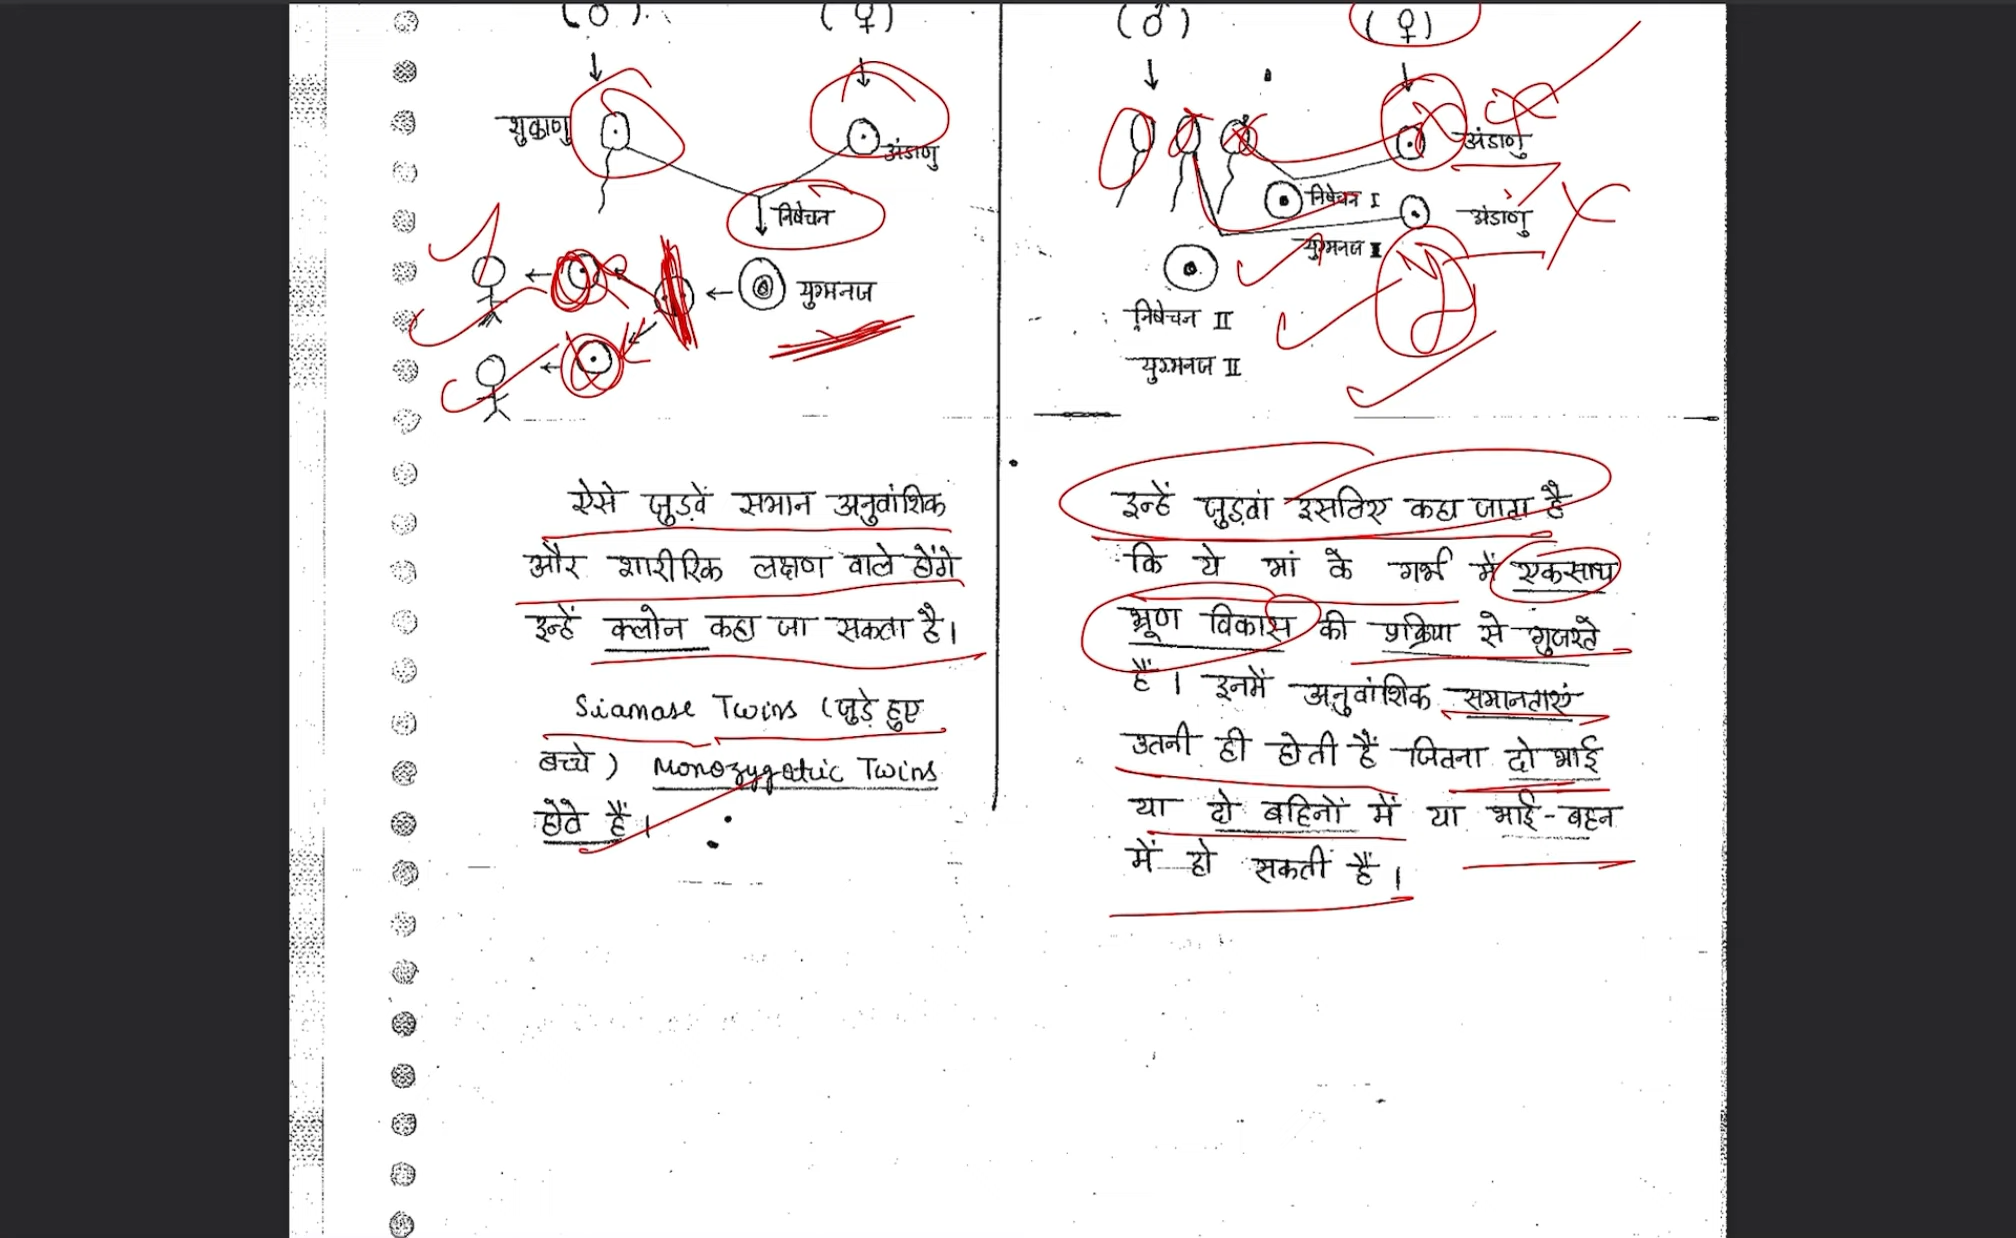 (♂)
(♀)
शुक्राणु
अंडाणु
निषेचन
युग्मनज
ऐसे जुड़वें समान अनुवांशिक
और शारीरिक लक्षण वाले होंगे
इन्हें क्लोन कहा जा सकता है।
Siamase Twins (जुड़े हुए
बच्चे) Monozygotic Twins
होते हैं।
(♂)
(♀)
अंडाणु
निषेचन I
अंडाणु
युग्मनज I
निषेचन II
युग्मनज II
इन्हें जुड़वां इसलिए कहा जाता है
कि ये मां के गर्भ में एकसाथ
भ्रूण विकास की प्रक्रिया से गुजरते
हैं। इनमें अनुवांशिक समानताएं
उतनी ही होती हैं जितना दो भाई
या दो बहिनों में या भाई-बहन
में हो सकती हैं।